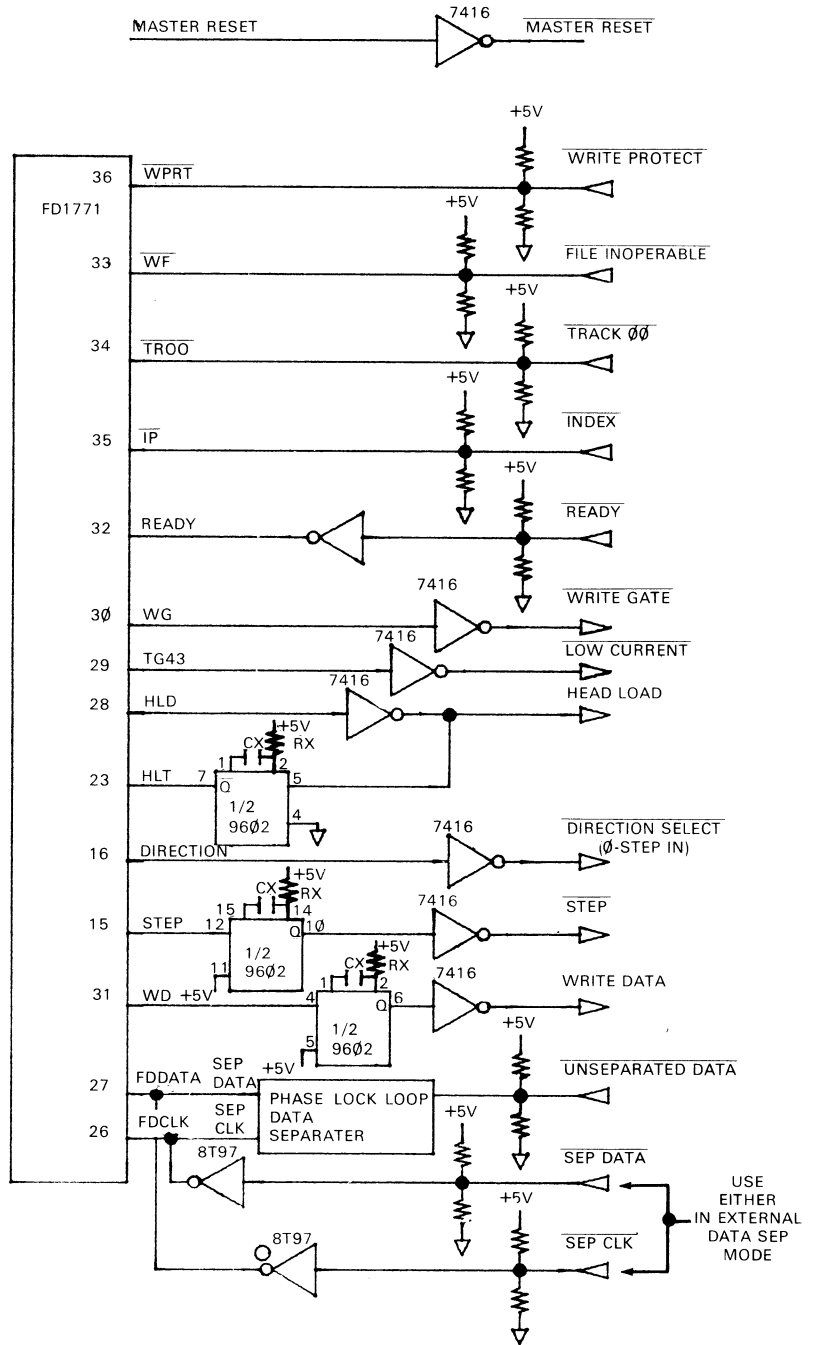 7416
MASTER RESET
MASTER RESET
+5V
36
WPRT
WRITE PROTECT
FD1771
+5V
33
WF
FILE INOPERABLE
+5V
34
TROO
TRACK ØØ
+5V
35
IP
INDEX
+5V
32
READY
READY
7416
30
WG
WRITE GATE
7416
29
TG43
LOW CURRENT
7416
28
HLD
HEAD LOAD
+5V
CX
RX
1
2
23
HLT
7
Q
5
1/2
96Ø2
4
7416
16
DIRECTION
DIRECTION SELECT
(Ø-STEP IN)
+5V
CX
RX
15
14
7416
15
STEP
12
Q
1Ø
STEP
1/2
96Ø2
11
+5V
CX
RX
1
2
7416
31
WD
+5V
4
Q
6
WRITE DATA
1/2
96Ø2
5
+5V
+5V
27
FDDATA
SEP
DATA
UNSEPARATED DATA
PHASE LOCK LOOP
DATA
SEPARATER
26
FDCLK
SEP
CLK
+5V
8T97
SEP DATA
+5V
8T97
SEP CLK
USE
EITHER
IN EXTERNAL
DATA SEP
MODE